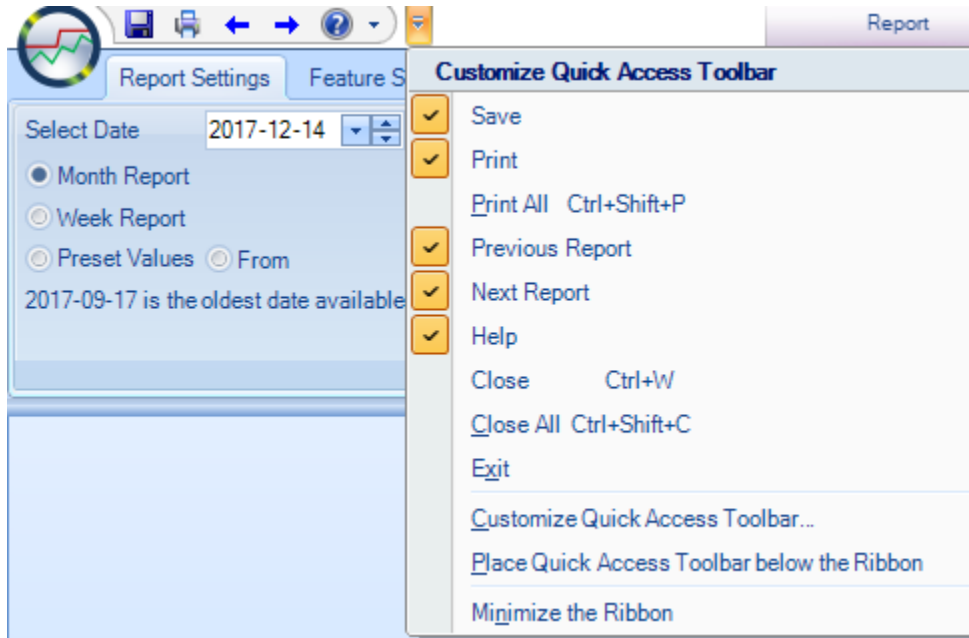 Report
Report Settings
Feature S
Customize Quick Access Toolbar
Select Date 2017-12-14
Month Report
Week Report
Preset Values From
2017-09-17 is the oldest date available
Save
Print
Print All Ctrl+Shift+P
Previous Report
Next Report
Help
Close Ctrl+W
Close All Ctrl+Shift+C
Exit
Customize Quick Access Toolbar...
Place Quick Access Toolbar below the Ribbon
Minimize the Ribbon